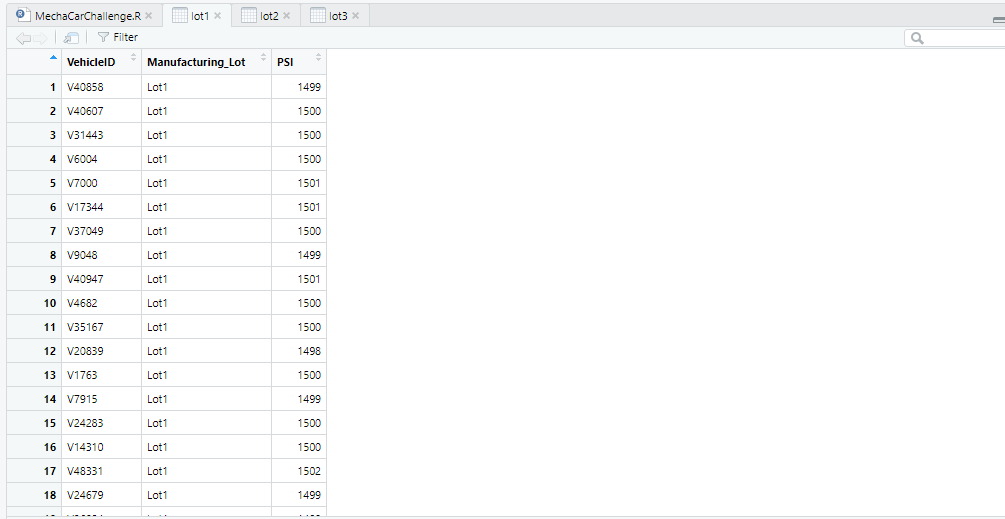 MechaCarChallenge.R lot1 lot2 lot3
Filter
VehicleID Manufacturing_Lot PSI
1 V40858 Lot1 1499
2 V40607 Lot1 1500
3 V31443 Lot1 1500
4 V6004 Lot1 1500
5 V7000 Lot1 1501
6 V17344 Lot1 1501
7 V37049 Lot1 1500
8 V9048 Lot1 1499
9 V40947 Lot1 1501
10 V4682 Lot1 1500
11 V35167 Lot1 1500
12 V20839 Lot1 1498
13 V1763 Lot1 1500
14 V7915 Lot1 1499
15 V24283 Lot1 1500
16 V14310 Lot1 1500
17 V48331 Lot1 1502
18 V24679 Lot1 1499